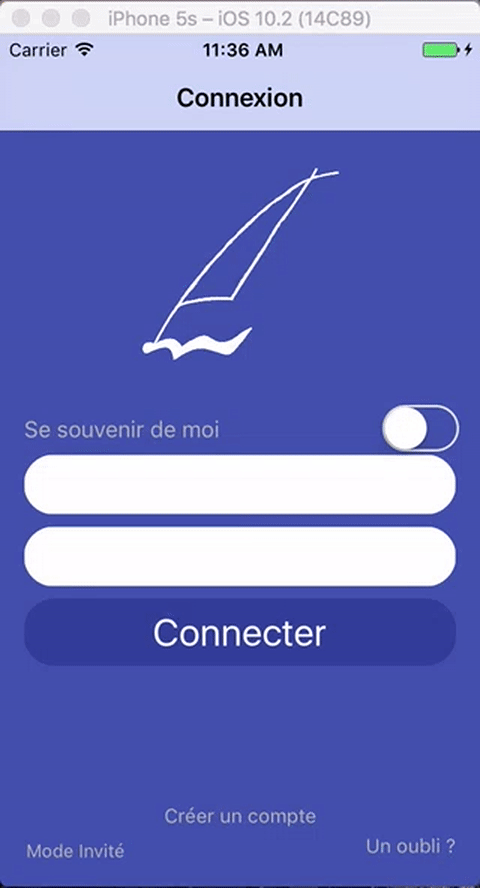 iPhone 5s – iOS 10.2 (14C89)
Carrier 11:36 AM
Connexion
Se souvenir de moi
Connecter
Créer un compte
Mode Invité Un oubli ?